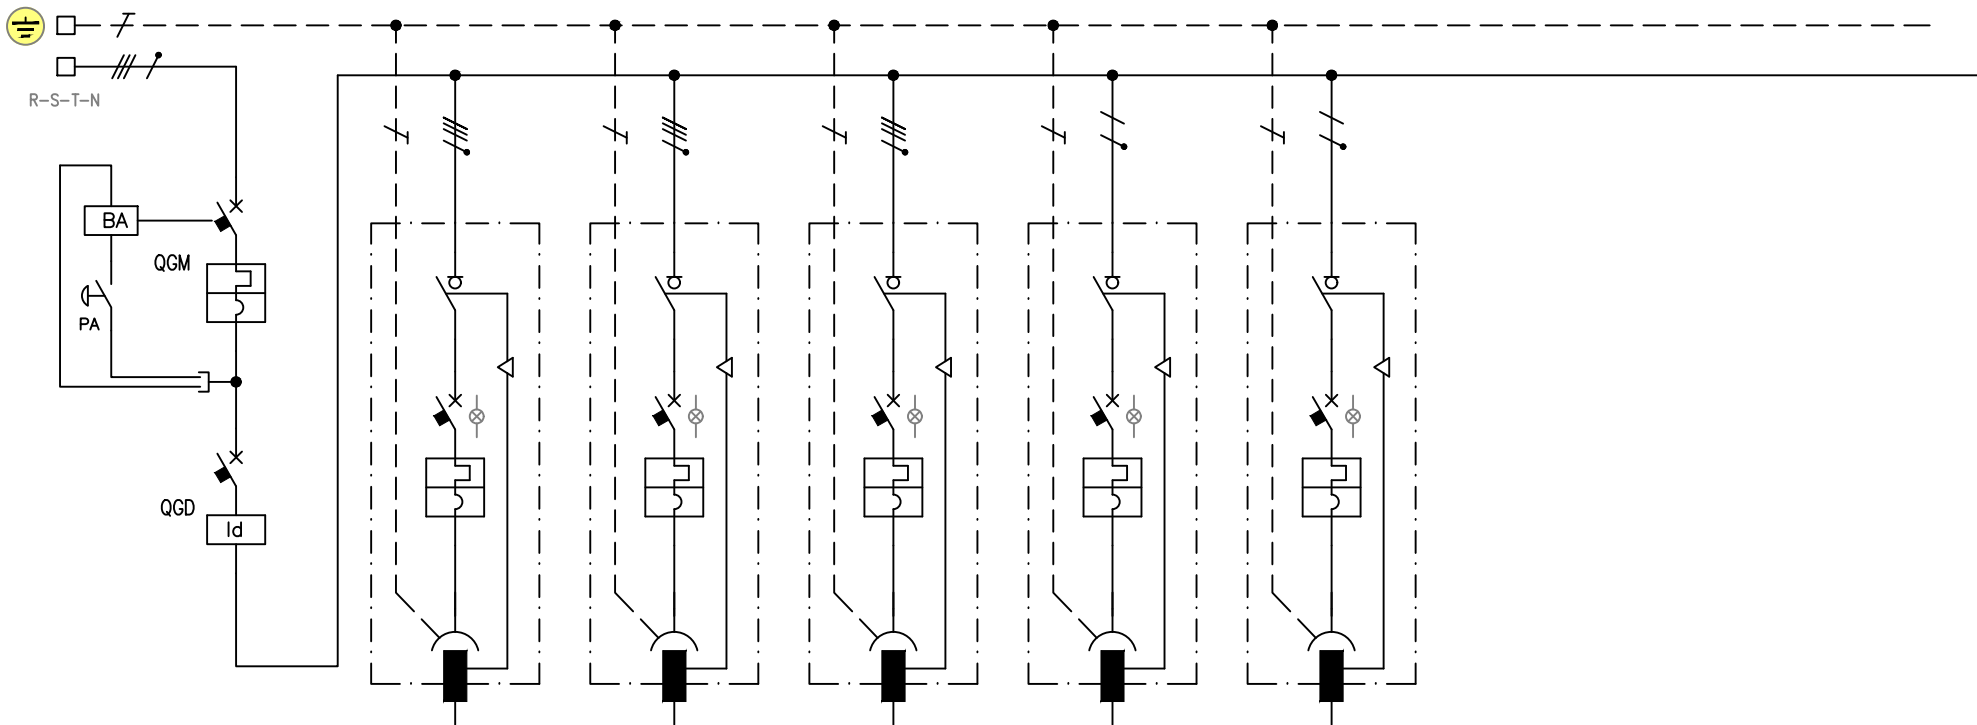 R-S-T-N
BA
QGM
PA
QGD
Id